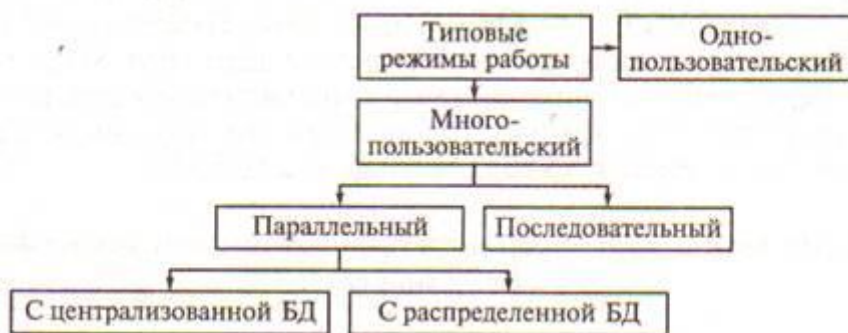 Типовые
режимы работы
Одно-
пользовательский
Много-
пользовательский
Параллельный
Последовательный
С централизованной БД
С распределенной БД